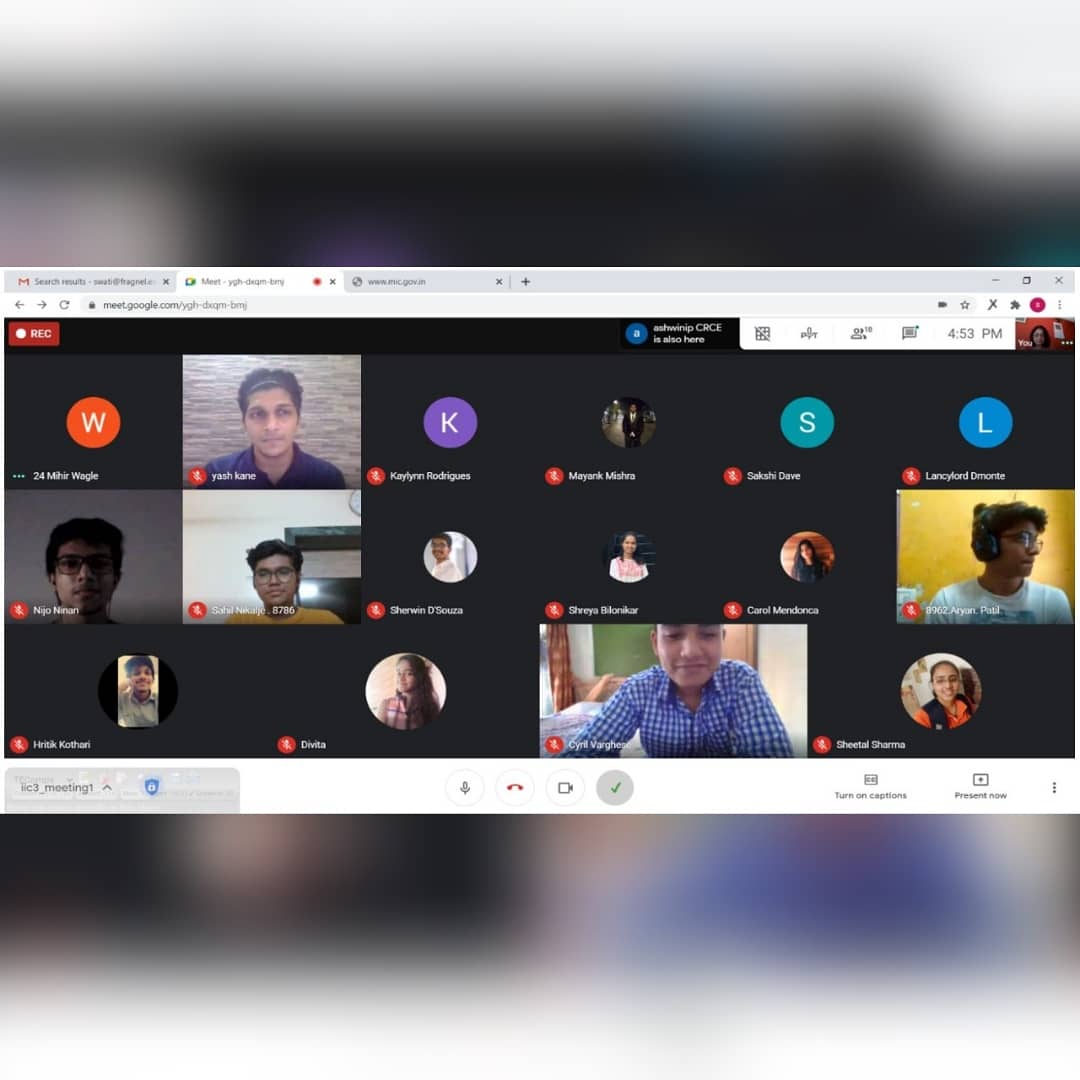 Search results - swati@fragnel.e
Meet - ygh-dxqm-bmj
www.mic.gov.in
meet.google.com/ygh-dxqm-bmj
s
REC
a
ashwinip CRCE
is also here
PTT
18
4:53 PM
You
W
K
S
L
24 Mihir Wagle
yash kane
Kaylynn Rodrigues
Mayank Mishra
Sakshi Dave
Lancylord Dmonte
Nijo Ninan
Sahil Nikalje . 8786
Sherwin D'Souza
Shreya Bilonikar
Carol Mendonca
8962.Aryan. Patil
Hritik Kothari
Divita
Cyril Varghese
Sheetal Sharma
iic3_meeting1
Turn on captions
Present now